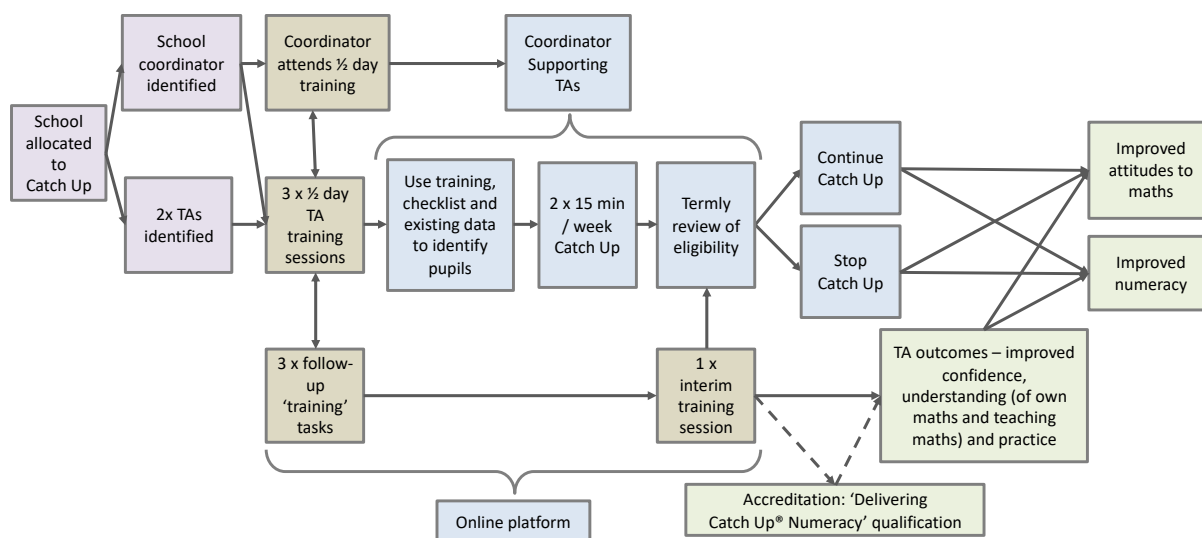 School
coordinator
identified
Coordinator
attends ½ day
training
Coordinator
Supporting
TAs
School
allocated
to
Catch Up
2x TAs
identified
3 x ½ day
TA
training
sessions
Use training,
checklist and
existing data
to identify
pupils
2 x 15 min
/ week
Catch Up
Termly
review of
eligibility
Continue
Catch Up
Stop
Catch Up
Improved
attitudes to
maths
Improved
numeracy
3 x follow-
up
‘training’
tasks
1 x
interim
training
session
TA outcomes – improved
confidence,
understanding (of own
maths and teaching
maths) and practice
Online platform
Accreditation: ‘Delivering
Catch Up® Numeracy’ qualification